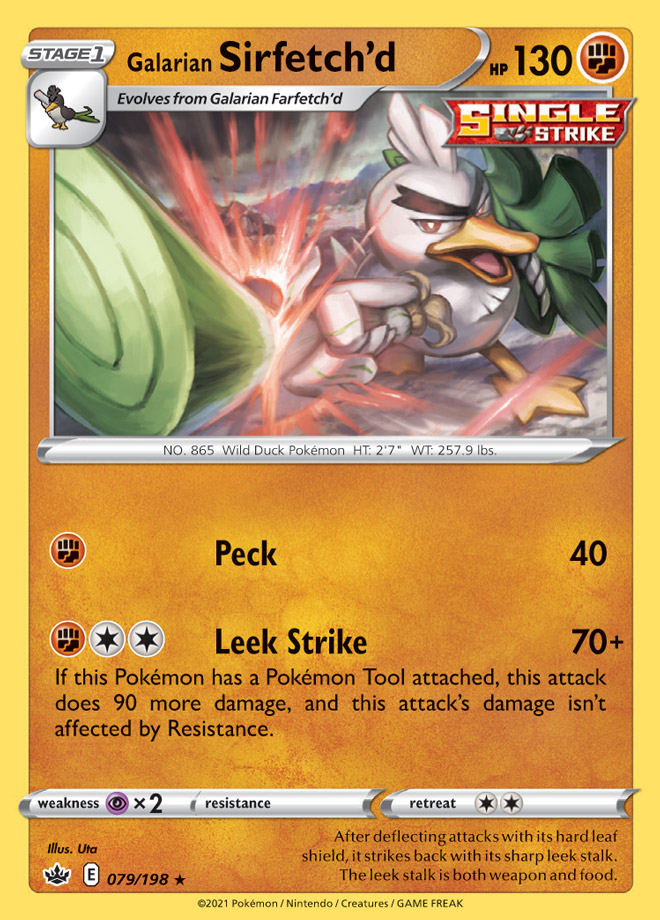 STAGE 1 Galarian Sirfetch'd HP 130
Evolves from Galarian Farfetch'd
SINGLE
STRIKE
NO. 865 Wild Duck Pokémon HT: 2'7" WT: 257.9 lbs.
Peck 40
Leek Strike 70+
If this Pokémon has a Pokémon Tool attached, this attack
does 90 more damage, and this attack's damage isn't
affected by Resistance.
weakness ×2 resistance retreat
After deflecting attacks with its hard leaf
Illus. Uta
shield, it strikes back with its sharp leek stalk.
E 079/198 ★
The leek stalk is both weapon and food.
©2021 Pokémon / Nintendo / Creatures / GAME FREAK